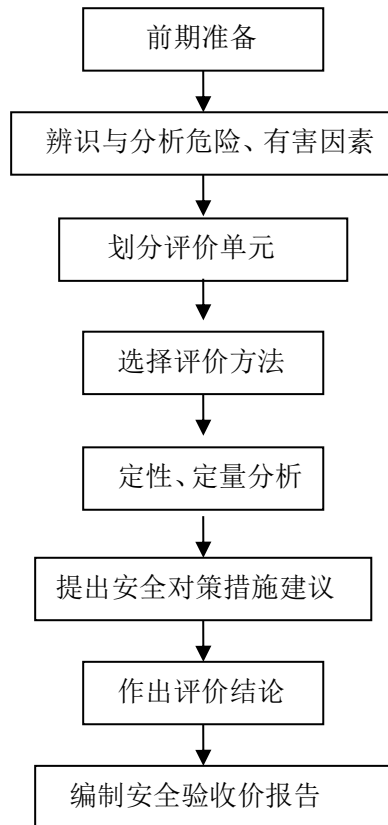 前期准备
辨识与分析危险、有害因素
划分评价单元
选择评价方法
定性、定量分析
提出安全对策措施建议
作出评价结论
编制安全验收价报告